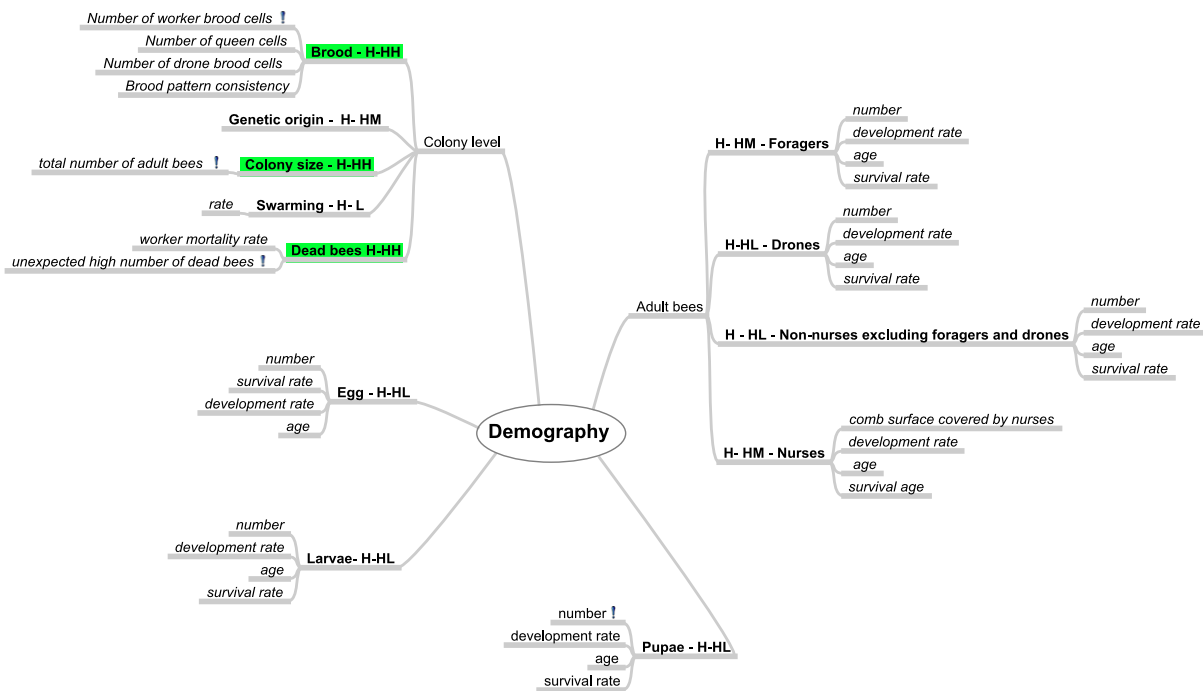 Number of worker brood cells !
Number of queen cells
Number of drone brood cells
Brood pattern consistency
Brood - H-HH
Genetic origin - H- HM
total number of adult bees !
Colony size - H-HH
rate
Swarming - H- L
worker mortality rate
unexpected high number of dead bees !
Dead bees H-HH
Colony level
number
survival rate
development rate
age
Egg - H-HL
Demography
number
development rate
age
survival rate
Larvae- H-HL
number !
development rate
age
survival rate
Pupae - H-HL
Adult bees
H- HM - Foragers
number
development rate
age
survival rate
H-HL - Drones
number
development rate
age
survival rate
H - HL - Non-nurses excluding foragers and drones
number
development rate
age
survival rate
H- HM - Nurses
comb surface covered by nurses
development rate
age
survival age